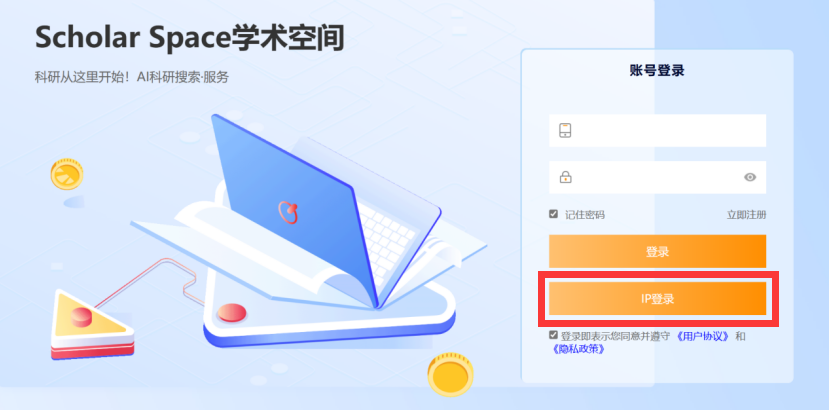 Scholar Space学术空间
科研从这里开始！AI科研搜索·服务
账号登录
记住密码
立即注册
登录
IP登录
登录即表示您同意并遵守 《用户协议》 和
《隐私政策》